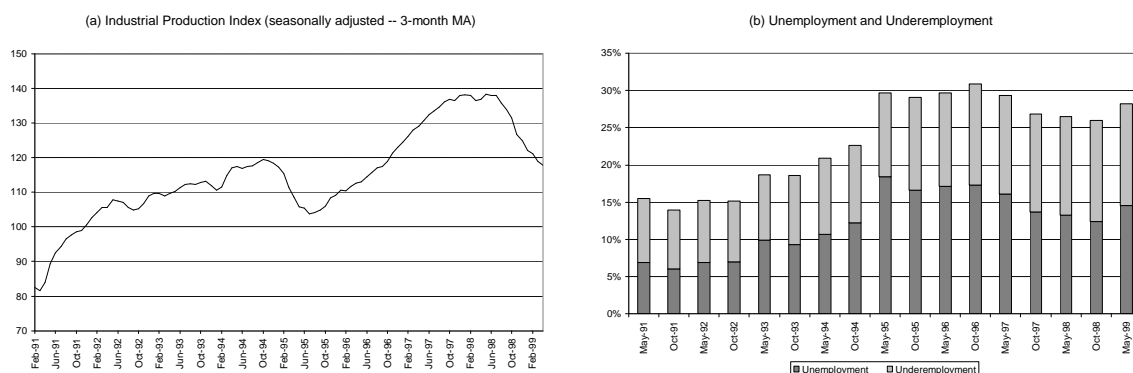 (a) Industrial Production Index (seasonally adjusted -- 3-month MA)
150
140
130
120
110
100
90
80
70
Feb-91
Jun-91
Oct-91
Feb-92
Jun-92
Oct-92
Feb-93
Jun-93
Oct-93
Feb-94
Jun-94
Oct-94
Feb-95
Jun-95
Oct-95
Feb-96
Jun-96
Oct-96
Feb-97
Jun-97
Oct-97
Feb-98
Jun-98
Oct-98
Feb-99
(b) Unemployment and Underemployment
35%
30%
25%
20%
15%
10%
5%
0%
May-91
Oct-91
May-92
Oct-92
May-93
Oct-93
May-94
Oct-94
May-95
Oct-95
May-96
Oct-96
May-97
Oct-97
May-98
Oct-98
May-99
Unemployment Underemployment